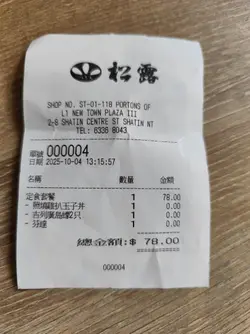 松露
SHOP NO. ST-01-118 PORTONS OF
L1 NEW TOWN PLAZA III
2-8 SHATIN CENTRE ST SHATIN NT
TEL: 6336 8043
單號 000004
日期 2025-10-04 13:15:57
名稱 數量 金額
定食套餐 1 78.00
- 照燒雞扒玉子丼 1 0.00
- 吉列廣島蠔2只 1 0.00
- 芬達 1 0.00
總金額:$ 78.00
000004